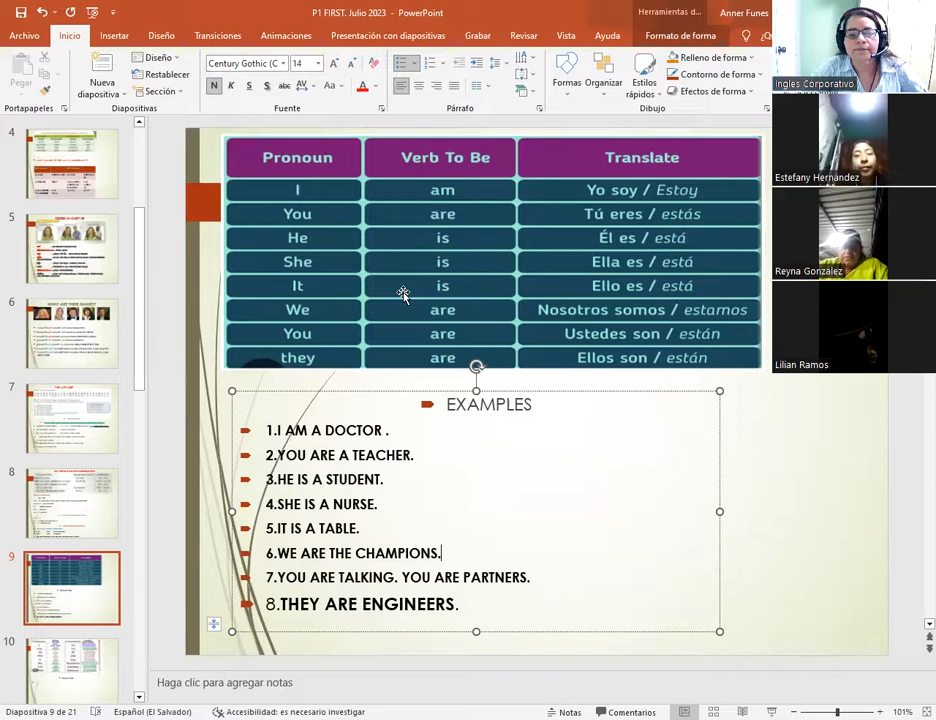 P1 FIRST. Julio 2023 - PowerPoint
Herramientas d...
Anner Funes
Archivo Inicio Insertar Diseño Transiciones Animaciones Presentación con diapositivas Grabar Revisar Vista Ayuda Formato de forma
Pegar
Nueva diapositiva
Diseño
Restablecer
Sección
Century Gothic (C 14
N K S abc AV Aa A
Formas Organizar Estilos rápidos
Relleno de forma
Contorno de forma
Efectos de forma
Portapapeles Diapositivas Fuente Párrafo Dibujo
Ingles Corporativo
Estefany Hernandez
Reyna Gonzalez
Lilian Ramos
4
5
6
7
8
9
10
Pronoun Verb To Be Translate
I am Yo soy / Estoy
You are Tú eres / estás
He is Él es / está
She is Ella es / está
It is Ello es / está
We are Nosotros somos / estamos
You are Ustedes son / están
they are Ellos son / están
EXAMPLES
1.I AM A DOCTOR .
2.YOU ARE A TEACHER.
3.HE IS A STUDENT.
4.SHE IS A NURSE.
5.IT IS A TABLE.
6.WE ARE THE CHAMPIONS.
7.YOU ARE TALKING. YOU ARE PARTNERS.
8.THEY ARE ENGINEERS.
Haga clic para agregar notas
Diapositiva 9 de 21 Español (El Salvador) Accesibilidad: es necesario investigar Notas Comentarios 101%